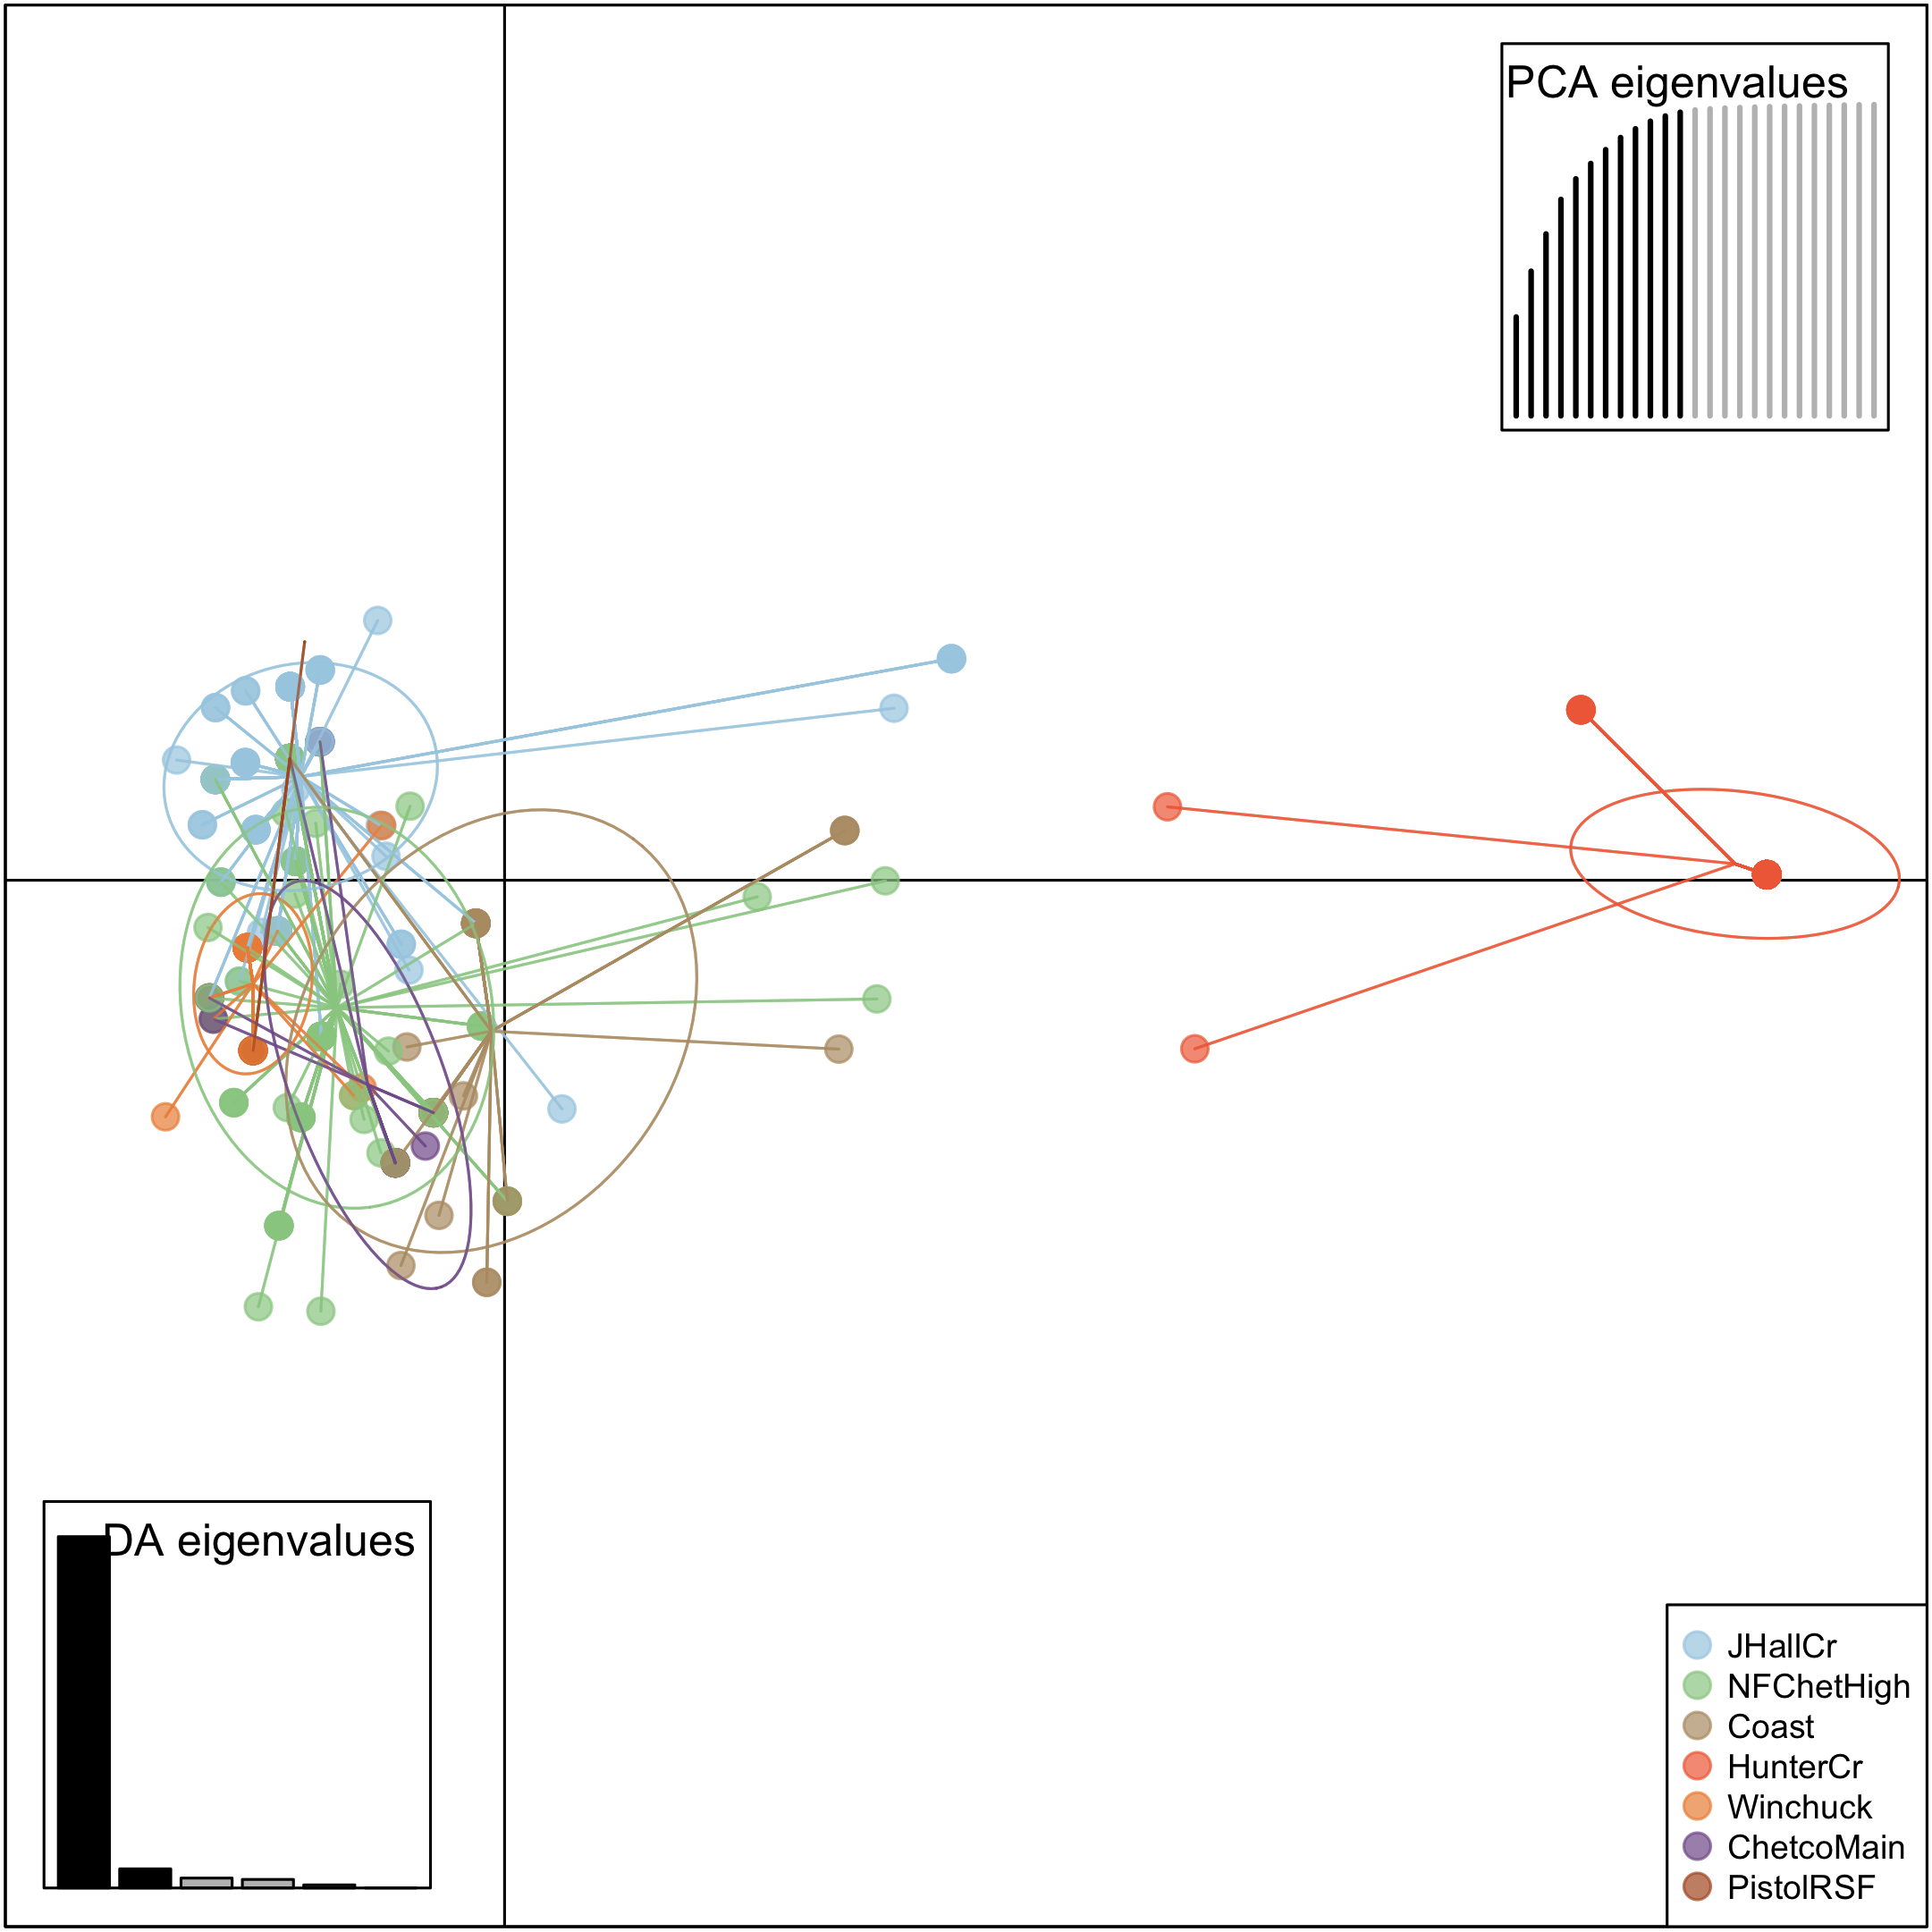 PCA eigenvalues
DA eigenvalues
JHallCr
NFChetHigh
Coast
HunterCr
Winchuck
ChetcoMain
PistolRSF